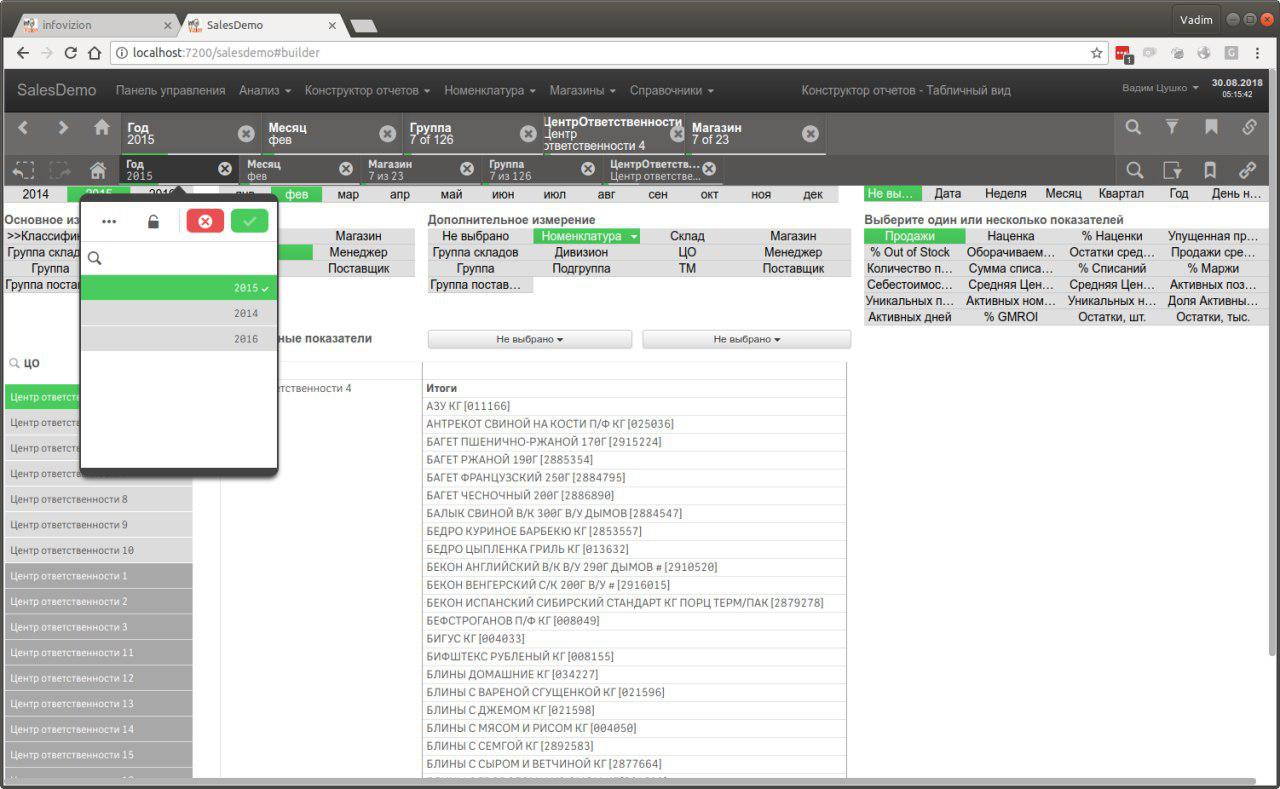 infovizion
SalesDemo
Vadim
localhost:7200/salesdemo#builder
1
SalesDemo Панель управления Анализ Конструктор отчетов Номенклатура Магазины Справочники Конструктор отчетов - Табличный вид Вадим Цушко 30.08.2018
05:15:42
Год Месяц Группа ЦентрОтветственности Магазин
2015 фев 7 of 126 Центр ответственности 4 7 of 23
Год Месяц Магазин Группа ЦентрОтветств...
2015 фев 7 из 23 7 из 126 Центр ответстве...
2014 фев мар апр май июн июл авг сен окт ноя дек Не вы... Дата Неделя Месяц Квартал Год День н...
Основное из Дополнительное измерение Выберите один или несколько показателей
>>Классифи Магазин Не выбрано Номенклатура Склад Магазин Продажи Наценка % Наценки Упущенная пр...
Группа склад Менеджер Группа складов Дивизион ЦО Менеджер % Out of Stock Оборачиваем... Остатки сред... Продажи сре...
Группа Поставщик Группа Подгруппа ТМ Поставщик Количество п... Сумма списа... % Списаний % Маржи
Группа постав Группа постав... Себестоимос... Средняя Цен... Средняя Цен... Активных поз...
Уникальных п... Активных ном... Уникальных н... Доля Активны...
Активных дней % GMROI Остатки, шт. Остатки, тыс.
2015
2014
2016
ные показатели Не выбрано Не выбрано
ЦО
Центр ответств
Центр ответств
Центр ответств
Центр ответств
Центр ответственности 8
Центр ответственности 9
Центр ответственности 10
Центр ответственности 1
Центр ответственности 2
Центр ответственности 3
Центр ответственности 11
Центр ответственности 12
Центр ответственности 13
Центр ответственности 14
Центр ответственности 15
тственности 4
Итоги
АЗУ КГ [011166]
АНТРЕКОТ СВИНОЙ НА КОСТИ П/Ф КГ [025036]
БАГЕТ ПШЕНИЧНО-РЖАНОЙ 170Г [2915224]
БАГЕТ РЖАНОЙ 190Г [2885354]
БАГЕТ ФРАНЦУЗСКИЙ 250Г [2884795]
БАГЕТ ЧЕСНОЧНЫЙ 200Г [2886890]
БАЛЫК СВИНОЙ В/К 300Г В/У ДЫМОВ [2884547]
БЕДРО КУРИНОЕ БАРБЕКЮ КГ [2853557]
БЕДРО ЦЫПЛЕНКА ГРИЛЬ КГ [013632]
БЕКОН АНГЛИЙСКИЙ В/К В/У 290Г ДЫМОВ # [2910520]
БЕКОН ВЕНГЕРСКИЙ С/К 200Г В/У # [2916015]
БЕКОН ИСПАНСКИЙ СИБИРСКИЙ СТАНДАРТ КГ ПОРЦ ТЕРМ/ПАК [2879278]
БЕФСТРОГАНОВ П/Ф КГ [008049]
БИГУС КГ [004033]
БИФШТЕКС РУБЛЕНЫЙ КГ [008155]
БЛИНЫ ДОМАШНИЕ КГ [034227]
БЛИНЫ С ВАРЕНОЙ СГУЩЕНКОЙ КГ [021596]
БЛИНЫ С ДЖЕМОМ КГ [021598]
БЛИНЫ С МЯСОМ И РИСОМ КГ [004050]
БЛИНЫ С СЕМГОЙ КГ [2892583]
БЛИНЫ С СЫРОМ И ВЕТЧИНОЙ КГ [2877664]